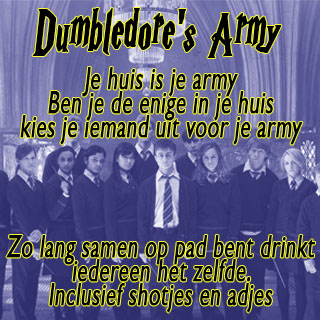 Dumbledore's Army
Je huis is je army
Ben je de enige in je huis
kies je iemand uit voor je army
Zo lang samen op pad bent drinkt
iedereen het zelfde,
Inclusief shotjes en adjes